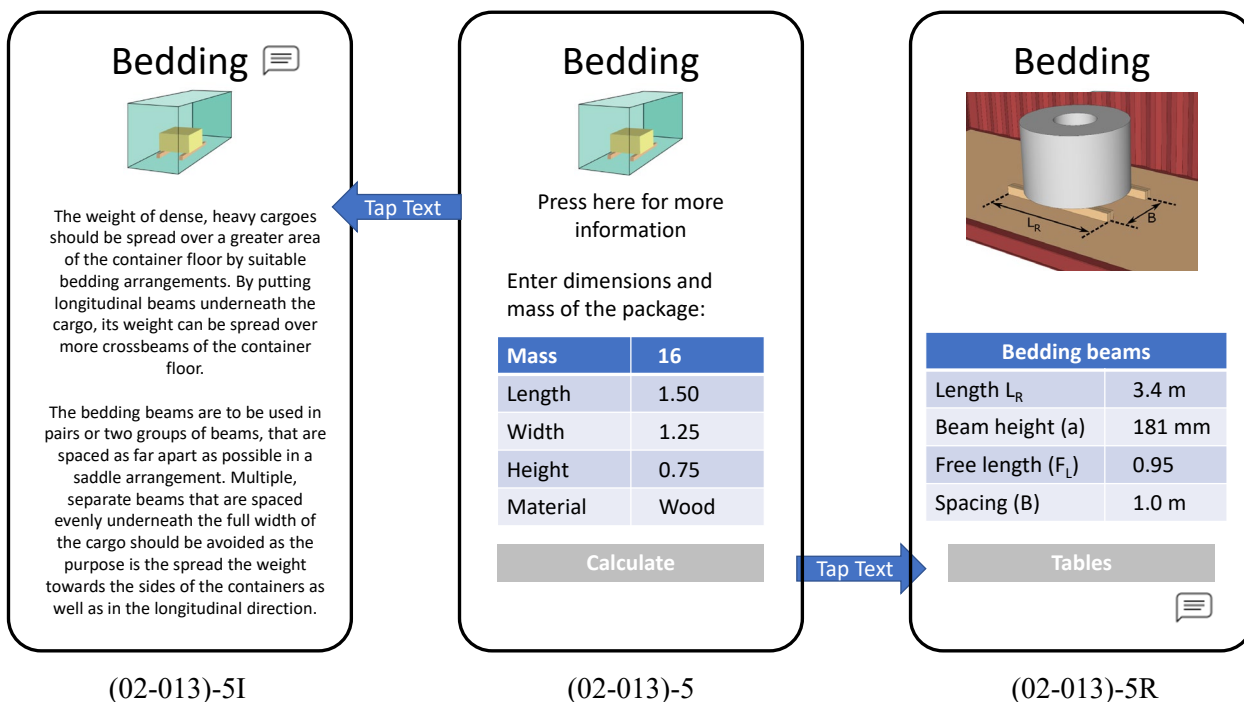 Bedding
The weight of dense, heavy cargoes
should be spread over a greater area
of the container floor by suitable
bedding arrangements. By putting
longitudinal beams underneath the
cargo, its weight can be spread over
more crossbeams of the container
floor.
The bedding beams are to be used in
pairs or two groups of beams, that are
spaced as far apart as possible in a
saddle arrangement. Multiple,
separate beams that are spaced
evenly underneath the full width of
the cargo should be avoided as the
purpose is the spread the weight
towards the sides of the containers as
well as in the longitudinal direction.
(02-013)-5I
Tap Text
Bedding
Press here for more
information
Enter dimensions and
mass of the package:
Mass 16
Length 1.50
Width 1.25
Height 0.75
Material Wood
Calculate
(02-013)-5
Tap Text
Bedding
L_R
B
Bedding beams
Length L_R 3.4 m
Beam height (a) 181 mm
Free length (F_L) 0.95
Spacing (B) 1.0 m
Tables
(02-013)-5R